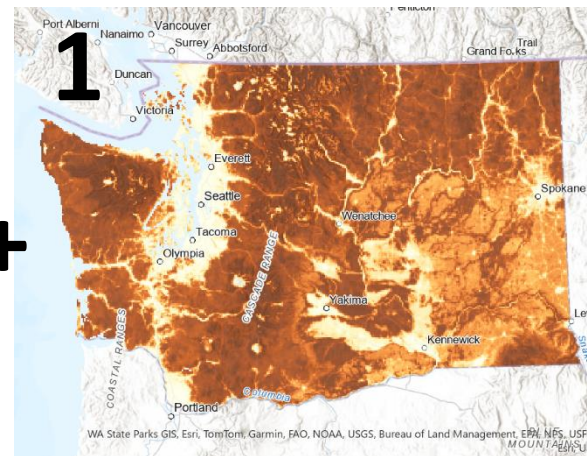 Penticton
Port Alberni
Nanaimo
Vancouver
Surrey
Abbotsford
Trail
Grand Forks
1
Duncan
Victoria
Everett
Seattle
Spokane
Wenatchee
Tacoma
Olympia
CASCADE RANGE
Yakima
COASTAL RANGES
Kennewick
Columbia
Portland
WA State Parks GIS, Esri, TomTom, Garmin, FAO, NOAA, USGS, Bureau of Land Management, EPA, NPS, USF
MOUNTAINS
Esri, U
+